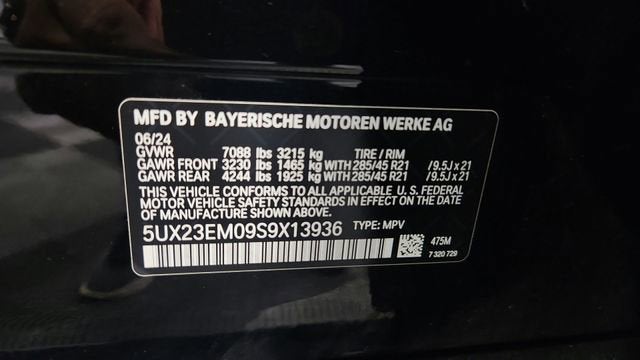 MFD BY BAYERISCHE MOTOREN WERKE AG
06/24
GVWR 7088 lbs 3215 kg TIRE / RIM
GAWR FRONT 3230 lbs 1465 kg WITH 285/45 R21 /9.5J x 21
GAWR REAR 4244 lbs 1925 kg WITH 285/45 R21 /9.5J x 21
THIS VEHICLE CONFORMS TO ALL APPLICABLE U. S. FEDERAL
MOTOR VEHICLE SAFETY STANDARDS IN EFFECT ON THE DATE OF
MANUFACTURE SHOWN ABOVE.
5UX23EM09S9X13936 TYPE: MPV
475M
7 320 729